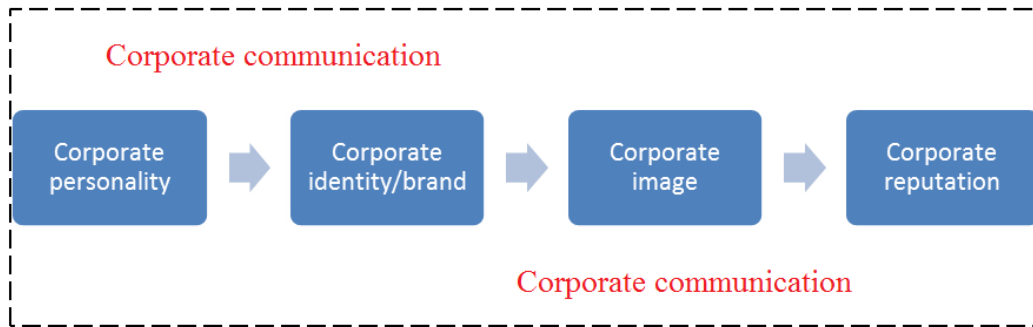 Corporate communication
Corporate
personality
Corporate
identity/brand
Corporate
image
Corporate
reputation
Corporate communication